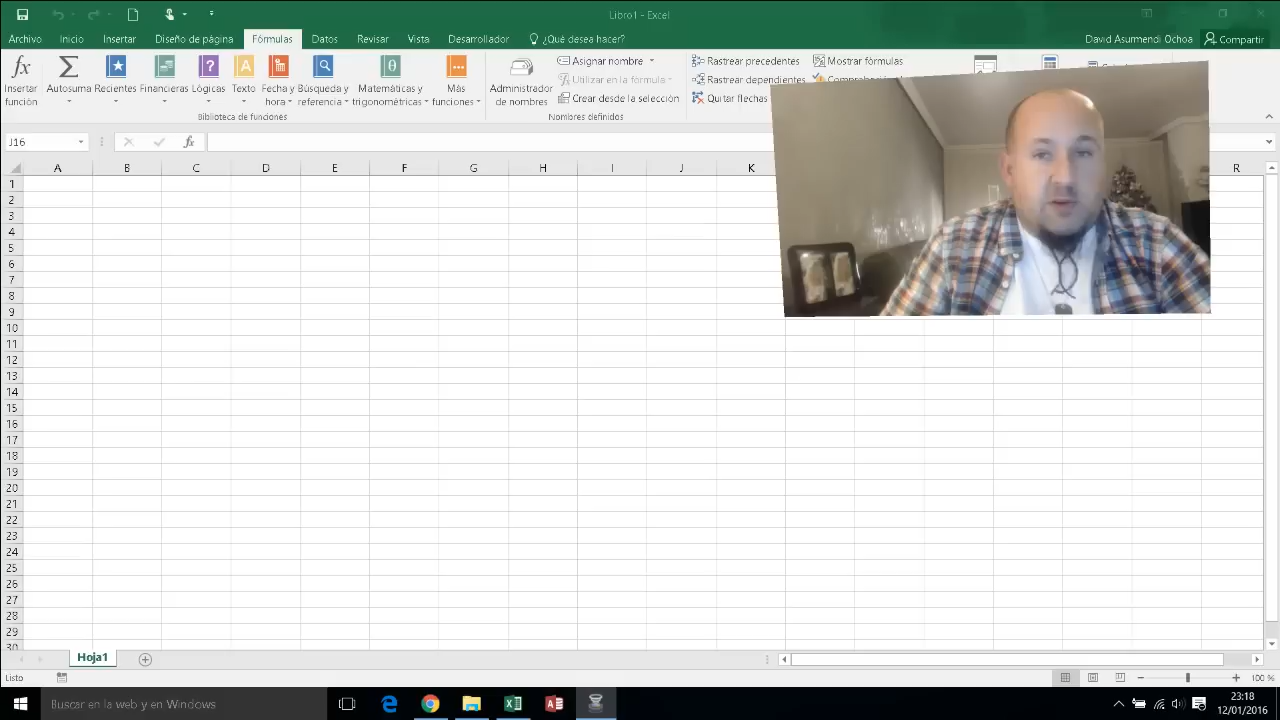 Libro1 - Excel
Archivo Inicio Insertar Diseño de página Fórmulas Datos Revisar Vista Desarrollador ¿Qué desea hacer? David Asurmendi Ochoa Compartir
Insertar función
Autosuma
Recientes
Financieras
Lógicas
Texto
Fecha y hora
Búsqueda y referencia
Matemáticas y trigonométricas
Más funciones
Biblioteca de funciones
Administrador de nombres
Asignar nombre
Utilizar en la fórmula
Crear desde la selección
Nombres definidos
Rastrear precedentes
Rastrear dependientes
Quitar flechas
Mostrar fórmulas
J16 fx
A B C D E F G H I J K R
1
2
3
4
5
6
7
8
9
10
11
12
13
14
15
16
17
18
19
20
21
22
23
24
25
26
27
28
29
30
Hoja1
Listo 100 %
Buscar en la web y en Windows
23:18
12/01/2016